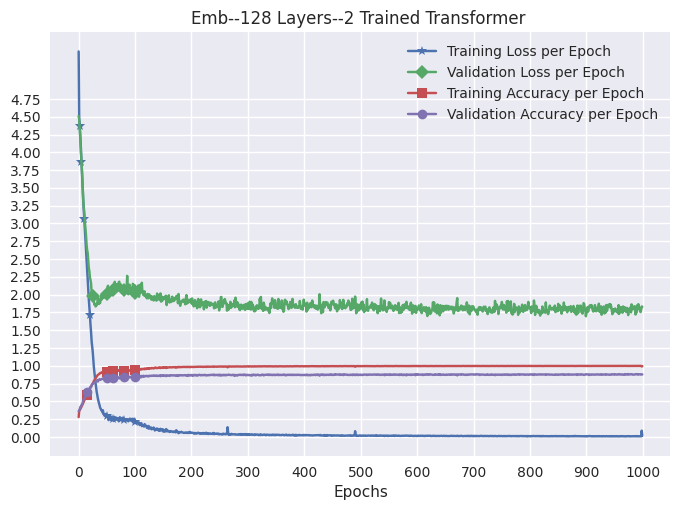 Emb--128 Layers--2 Trained Transformer
Training Loss per Epoch
Validation Loss per Epoch
Training Accuracy per Epoch
Validation Accuracy per Epoch
4.75
4.50
4.25
4.00
3.75
3.50
3.25
3.00
2.75
2.50
2.25
2.00
1.75
1.50
1.25
1.00
0.75
0.50
0.25
0.00
0 100 200 300 400 500 600 700 800 900 1000
Epochs